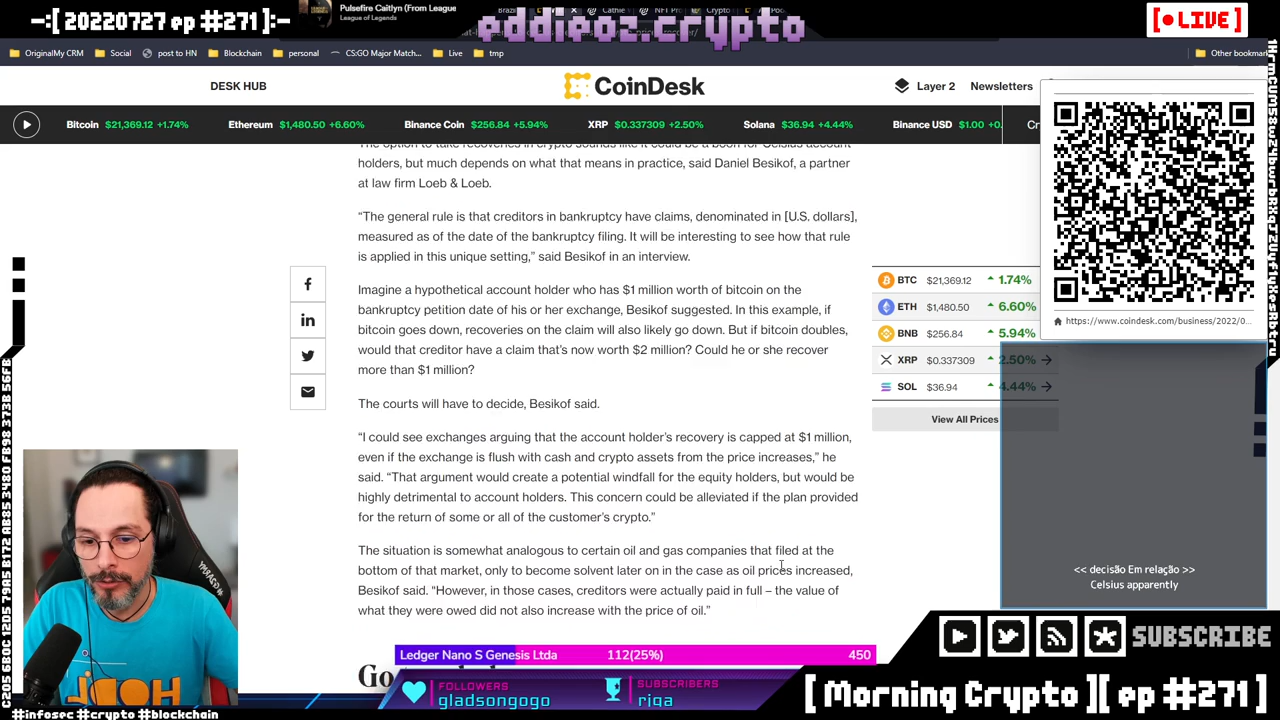 -:[ 20220727 ep #271 ]:-
Pulsefire Caitlyn (From League
League of Legends
eddieoz.crypto
[ ● LIVE ]
OriginalMy CRM
Social
post to HN
Blockchain
personal
CS:GO Major Match...
Live
tmp
Other bookmar
DESK HUB
CoinDesk
Layer 2
Newsletters
Bitcoin $21,369.12 +1.74%
Ethereum $1,480.50 +6.60%
Binance Coin $256.84 +5.94%
XRP $0.337309 +2.50%
Solana $36.94 +4.44%
Binance USD $1.00 +0.
Cr
The option to take recoveries in crypto sounds like it could be a boon for Celsius account
holders, but much depends on what that means in practice, said Daniel Besikof, a partner
at law firm Loeb & Loeb.
“The general rule is that creditors in bankruptcy have claims, denominated in [U.S. dollars],
measured as of the date of the bankruptcy filing. It will be interesting to see how that rule
is applied in this unique setting,” said Besikof in an interview.
Imagine a hypothetical account holder who has $1 million worth of bitcoin on the
bankruptcy petition date of his or her exchange, Besikof suggested. In this example, if
bitcoin goes down, recoveries on the claim will also likely go down. But if bitcoin doubles,
would that creditor have a claim that’s now worth $2 million? Could he or she recover
more than $1 million?
The courts will have to decide, Besikof said.
“I could see exchanges arguing that the account holder’s recovery is capped at $1 million,
even if the exchange is flush with cash and crypto assets from the price increases,” he
said. “That argument would create a potential windfall for the equity holders, but would be
highly detrimental to account holders. This concern could be alleviated if the plan provided
for the return of some or all of the customer’s crypto.”
The situation is somewhat analogous to certain oil and gas companies that filed at the
bottom of that market, only to become solvent later on in the case as oil prices increased,
Besikof said. “However, in those cases, creditors were actually paid in full – the value of
what they were owed did not also increase with the price of oil.”
BTC $21,369.12 1.74%
ETH $1,480.50 6.60%
BNB $256.84 5.94%
XRP $0.337309 2.50%
SOL $36.94 4.44%
View All Prices
https://www.coindesk.com/business/2022/0...
<< decisão Em relação >>
Celsius apparently
Ledger Nano S Genesis Ltda 112(25%) 450
FOLLOWERS
gladsongogo
SUBSCRIBERS
rjga
SUBSCRIBE
[ Morning Crypto ][ ep #271 ]
#infosec #crypto #blockchain